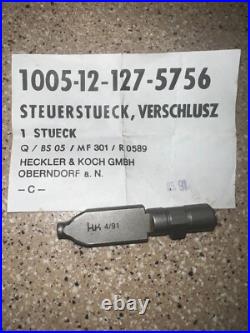 1005-12-127-5756
STEUERSTUECK, VERSCHLUSZ
1 STUECK
Q / BS 05 / MF 301 / R 0589
HECKLER & KOCH GMBH
OBERNDORF a. N.
- C -
HK 4/91